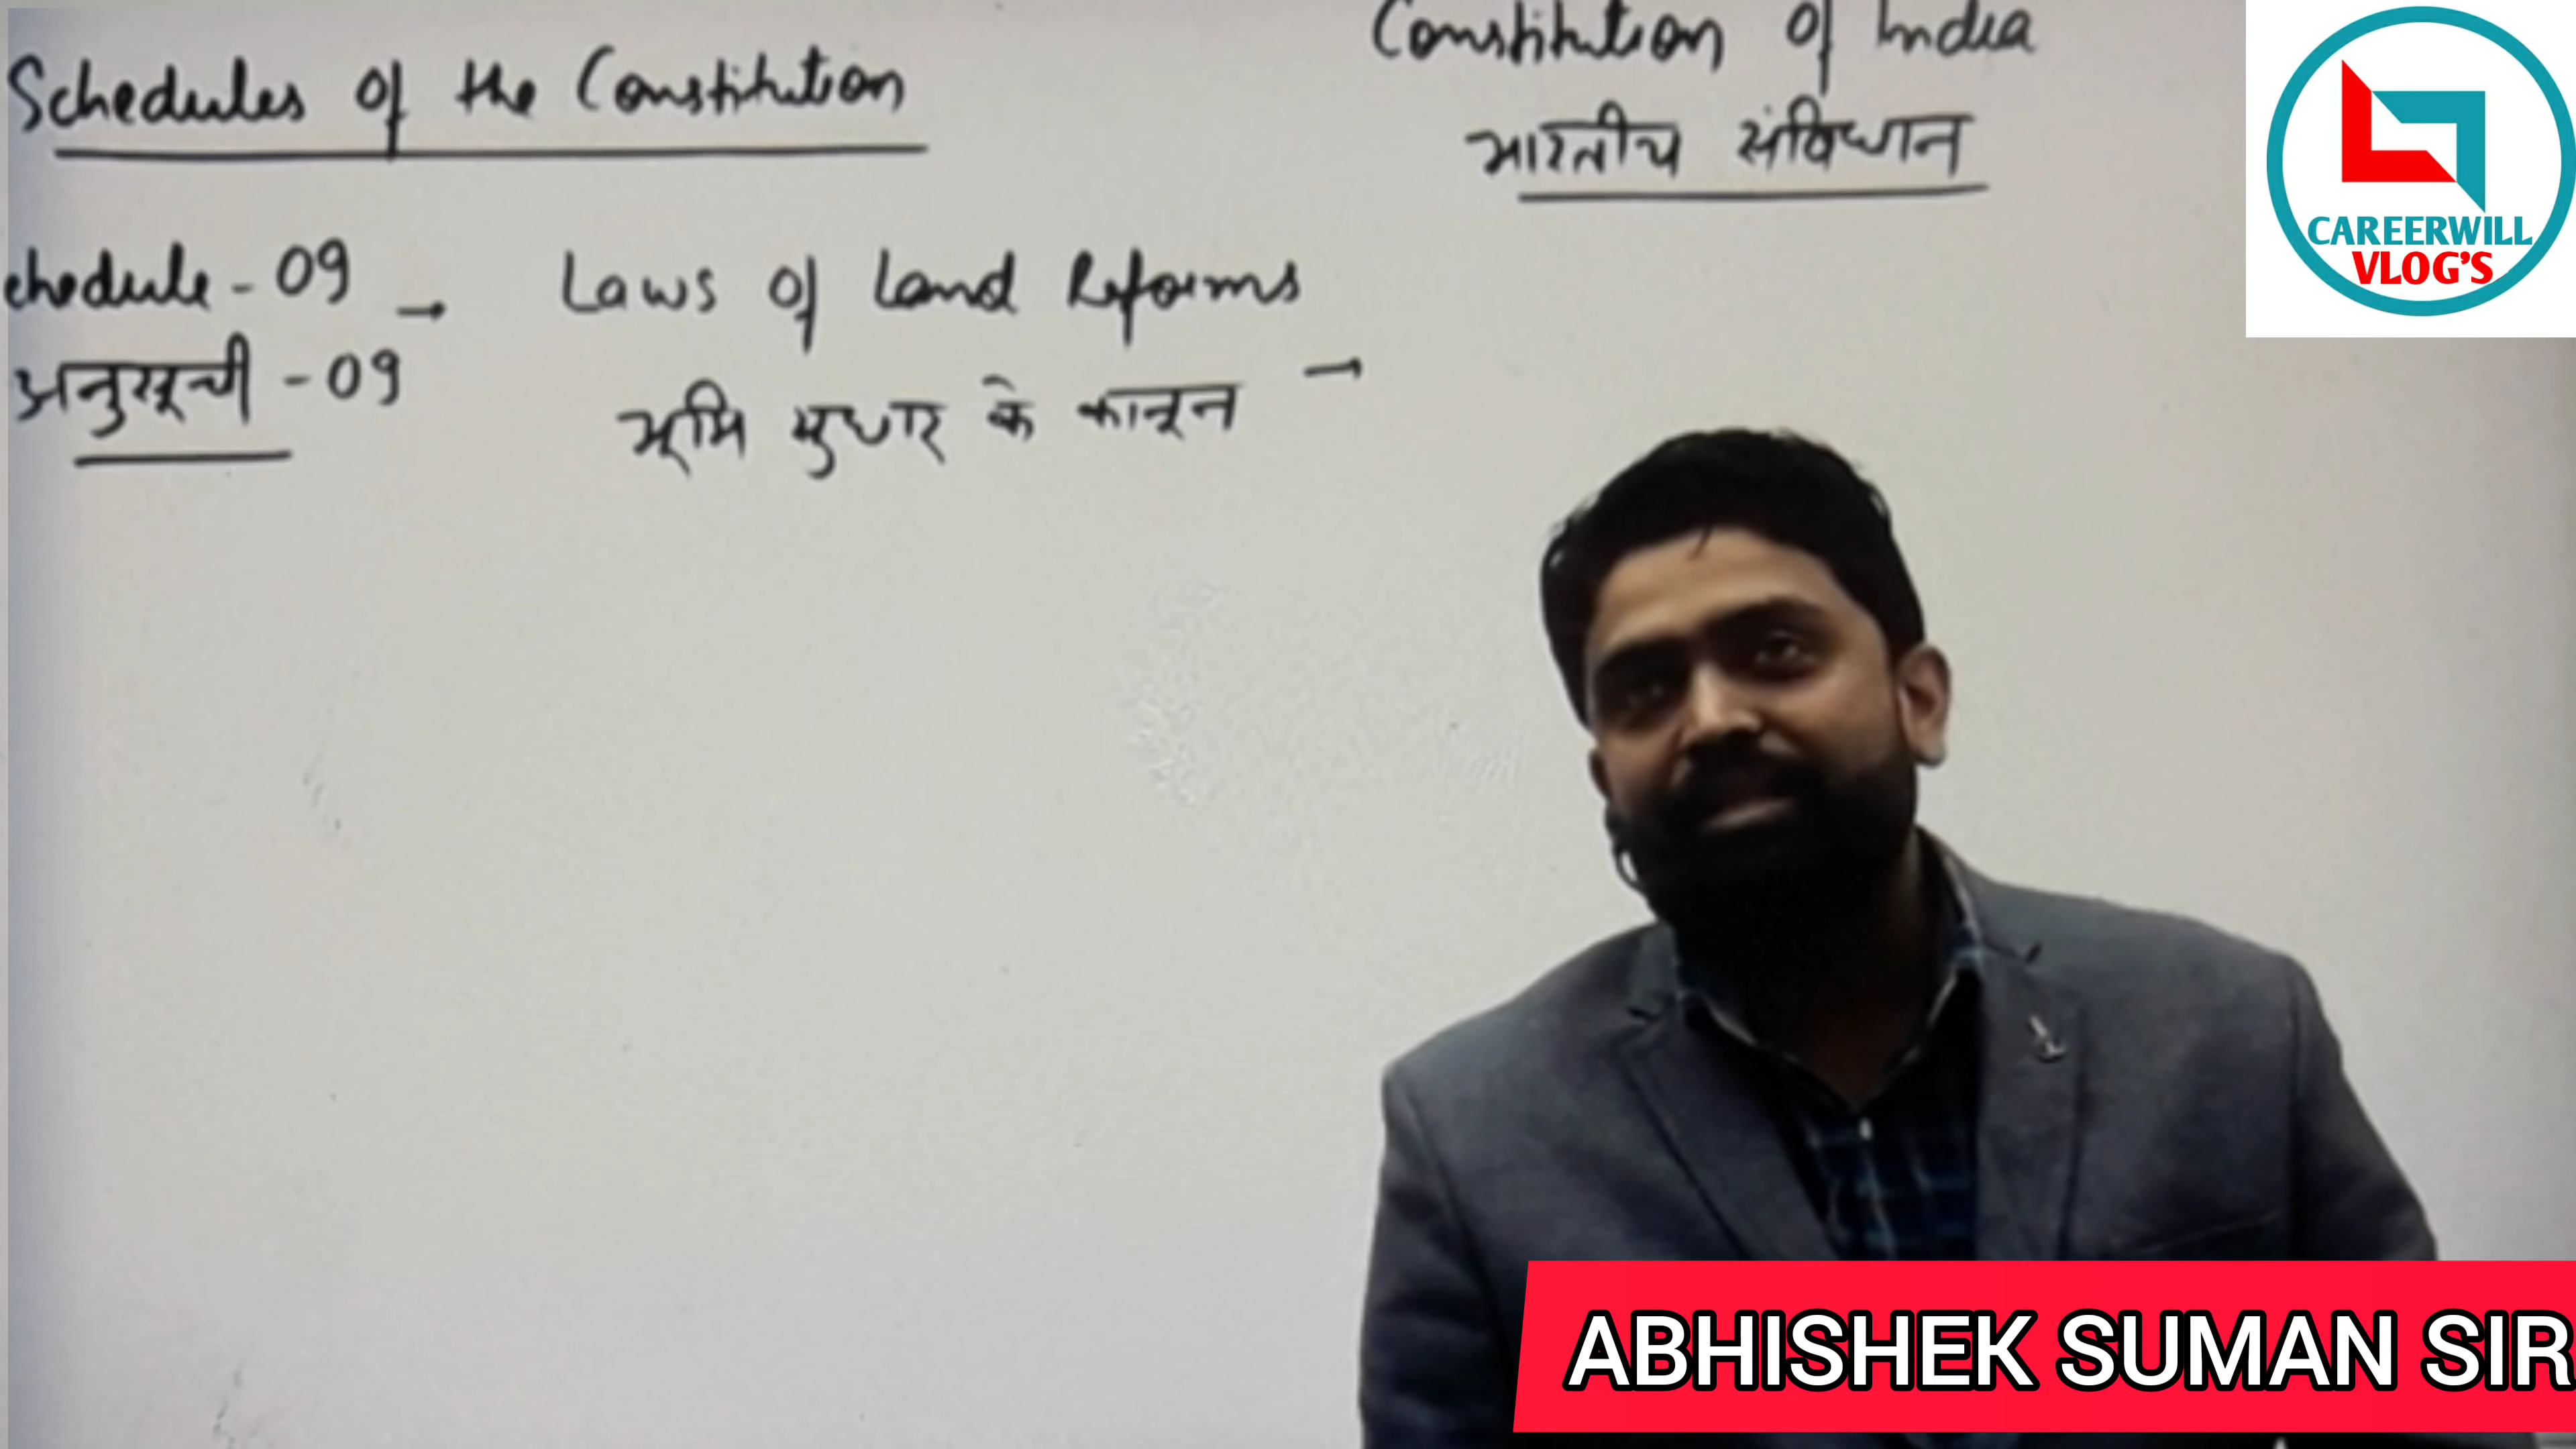 Constitution of India
Schedules of the Constitution
भारतीय संविधान
chedule - 09 → Laws of Land Reforms
अनुसूची - 09
भूमि सुधार के कानून →
CAREERWILL
VLOG'S
ABHISHEK SUMAN SIR